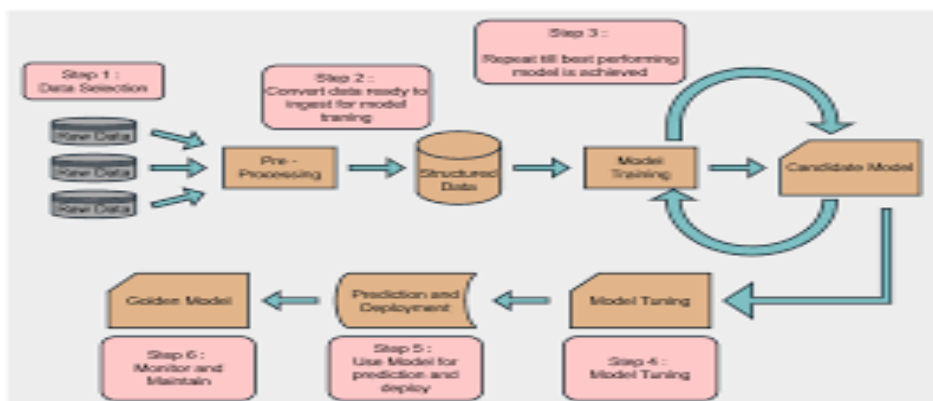 Step 3 :
Repeat till best performing
model is achieved
Step 1 :
Data Selection
Step 2 :
Convert data ready to
ingest for model
traning
Raw Data
Raw Data
Raw Data
Pre -
Processing
Structured
Data
Model
Training
Candidate Model
Golden Model
Prediction and
Deployment
Model Tuning
Step 6 :
Monitor and
Maintain
Step 5 :
Use Model for
prediction and
deploy
Step 4 :
Model Tuning